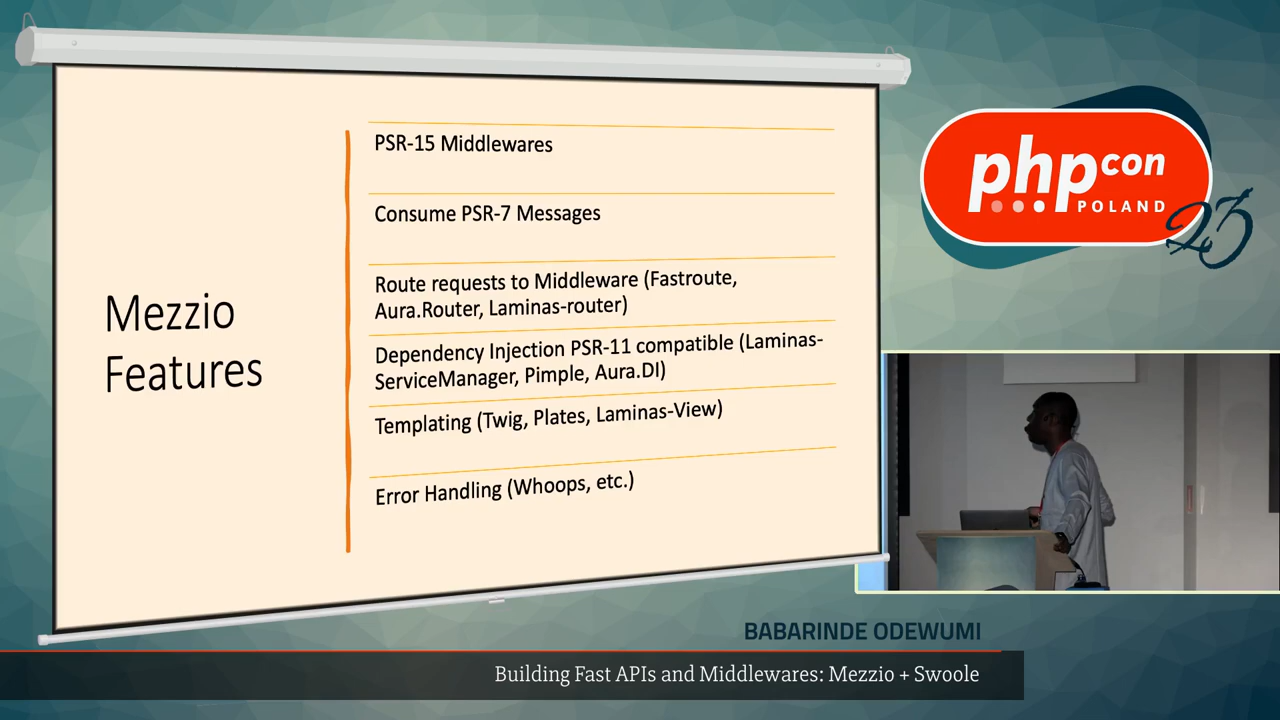 Mezzio
Features
PSR-15 Middlewares
Consume PSR-7 Messages
Route requests to Middleware (Fastroute,
Aura.Router, Laminas-router)
Dependency Injection PSR-11 compatible (Laminas-
ServiceManager, Pimple, Aura.DI)
Templating (Twig, Plates, Laminas-View)
Error Handling (Whoops, etc.)
phpcon
POLAND
23
BABARINDE ODEWUMI
Building Fast APIs and Middlewares: Mezzio + Swoole